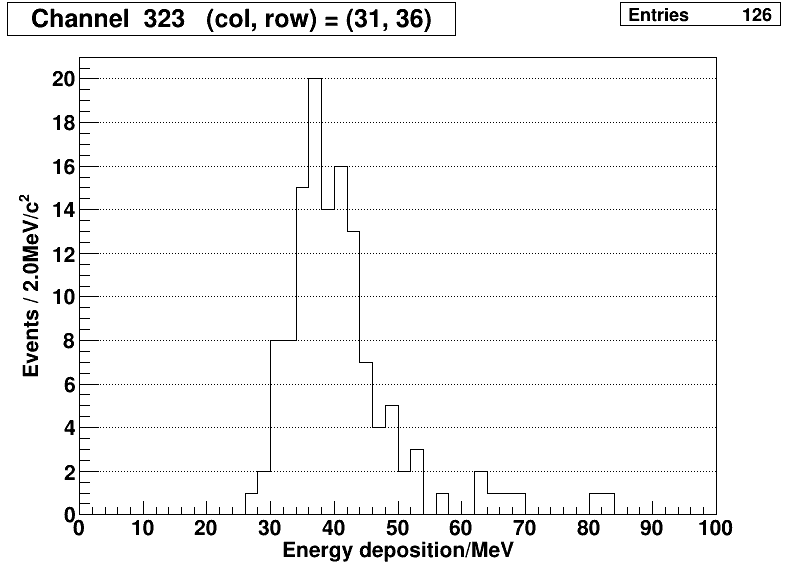 Channel 323 (col, row) = (31, 36)
Entries 126
Events / 2.0MeV/c²
20
18
16
14
12
10
8
6
4
2
0
0 10 20 30 40 50 60 70 80 90 100
Energy deposition/MeV